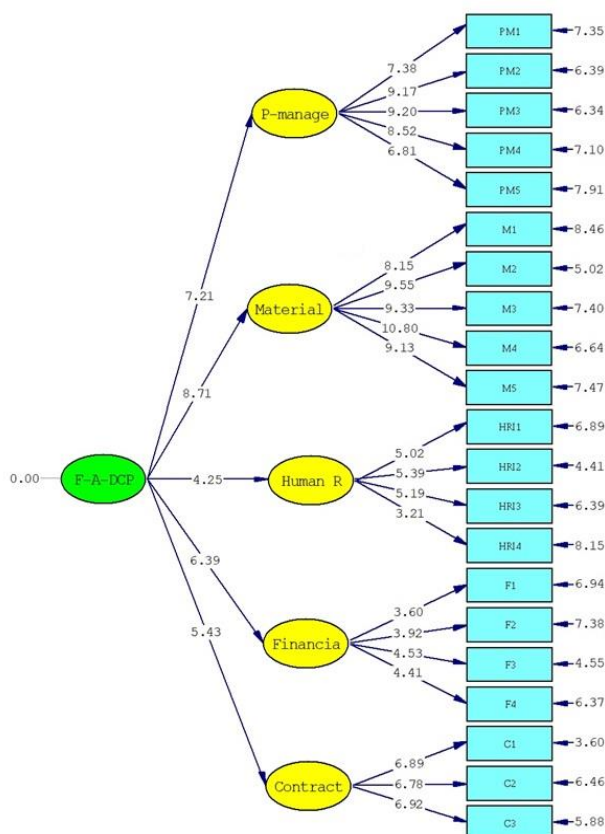 PM1
7.35
7.38
PM2
6.39
9.17
P-manage
PM3
6.34
9.20
8.52
PM4
7.10
6.81
PM5
7.91
M1
8.46
8.15
M2
5.02
9.55
7.21
Material
M3
7.40
9.33
10.80
M4
6.64
9.13
8.71
M5
7.47
HRI1
6.89
5.02
0.00
F-A-DCP
4.25
Human R
5.39
HRI2
4.41
5.19
HRI3
6.39
3.21
HRI4
8.15
6.39
F1
6.94
3.60
F2
7.38
5.43
Financia
3.92
4.53
F3
4.55
4.41
F4
6.37
C1
3.60
6.89
Contract
6.78
C2
6.46
6.92
C3
5.88